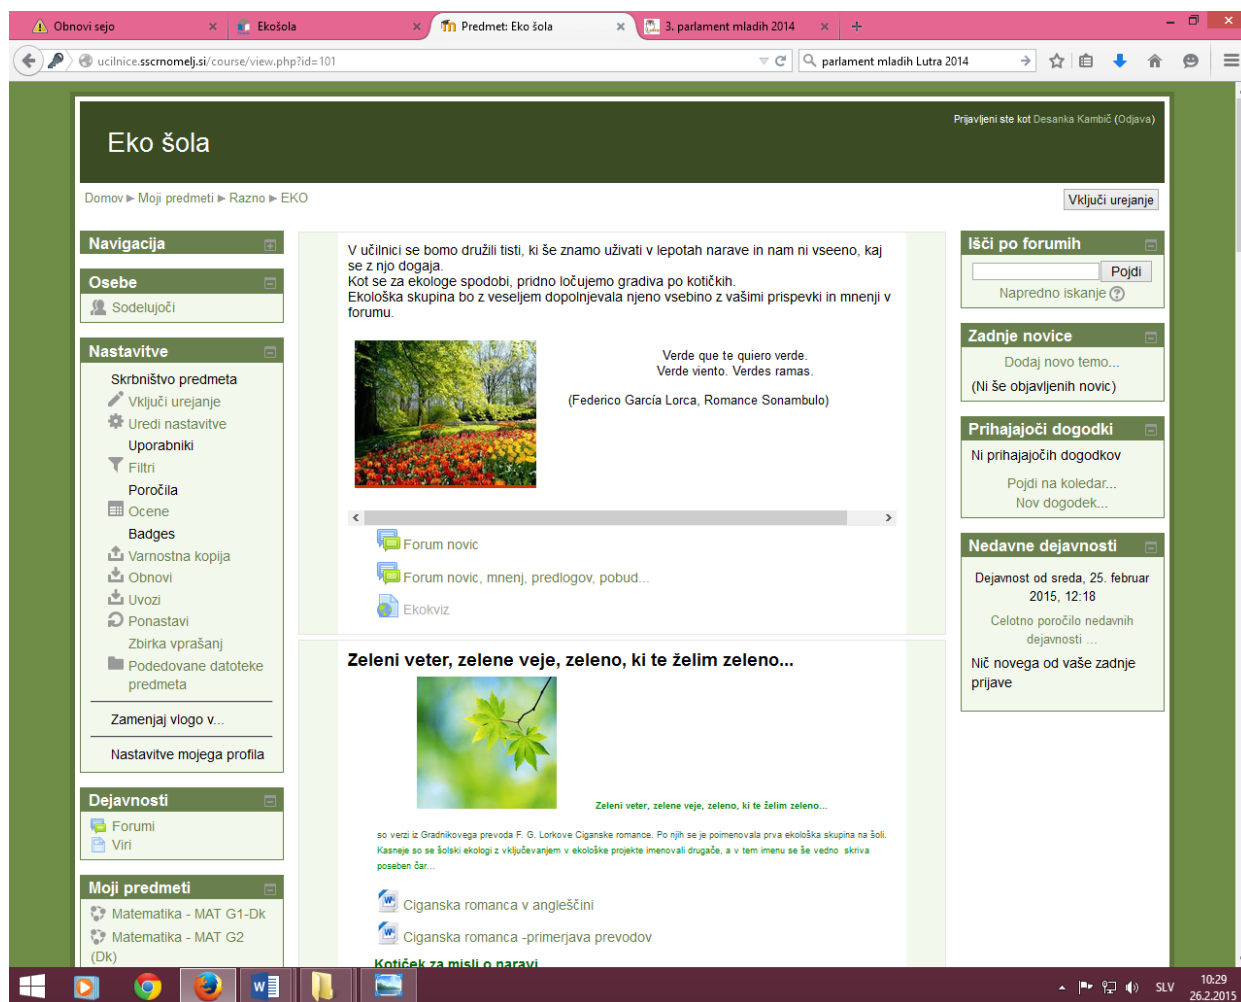 Obnovi sejo
Ekošola
Predmet: Eko šola
3. parlament mladih 2014
ucilnice.sscrnomelj.si/course/view.php?id=101
parlament mladih Lutra 2014
Prijavljeni ste kot Desanka Kambič (Odjava)
Eko šola
Domov ► Moji predmeti ► Razno ► EKO
Vključi urejanje
Navigacija
Osebe
Sodelujoči
Nastavitve
Skrbništvo predmeta
Vključi urejanje
Uredi nastavitve
Uporabniki
Filtri
Poročila
Ocene
Badges
Varnostna kopija
Obnovi
Uvozi
Ponastavi
Zbirka vprašanj
Podedovane datoteke
predmeta
Zamenjaj vlogo v...
Nastavitve mojega profila
Dejavnosti
Forumi
Viri
Moji predmeti
Matematika - MAT G1-Dk
Matematika - MAT G2
(Dk)
V učilnici se bomo družili tisti, ki še znamo uživati v lepotah narave in nam ni vseeno, kaj
se z njo dogaja.
Kot se za ekologe spodobi, pridno ločujemo gradiva po kotičkih.
Ekološka skupina bo z veseljem dopolnjevala njeno vsebino z vašimi prispevki in mnenji v
forumu.
Verde que te quiero verde.
Verde viento. Verdes ramas.
(Federico García Lorca, Romance Sonambulo)
Forum novic
Forum novic, mnenj, predlogov, pobud...
Ekokviz
Zeleni veter, zelene veje, zeleno, ki te želim zeleno...
Zeleni veter, zelene veje, zeleno, ki te želim zeleno...
so verzi iz Gradnikovega prevoda F. G. Lorkove Ciganske romance. Po njih se je poimenovala prva ekološka skupina na šoli.
Kasneje so se šolski ekologi z vključevanjem v ekološke projekte imenovali drugače, a v tem imenu se še vedno skriva
poseben čar...
Ciganska romanca v angleščini
Ciganska romanca -primerjava prevodov
Kotiček za misli o naravi
Išči po forumih
Pojdi
Napredno iskanje
Zadnje novice
Dodaj novo temo...
(Ni še objavljenih novic)
Prihajajoči dogodki
Ni prihajajočih dogodkov
Pojdi na koledar...
Nov dogodek...
Nedavne dejavnosti
Dejavnost od sreda, 25. februar
2015, 12:18
Celotno poročilo nedavnih
dejavnosti ...
Nič novega od vaše zadnje
prijave
SLV
10:29
26.2.2015